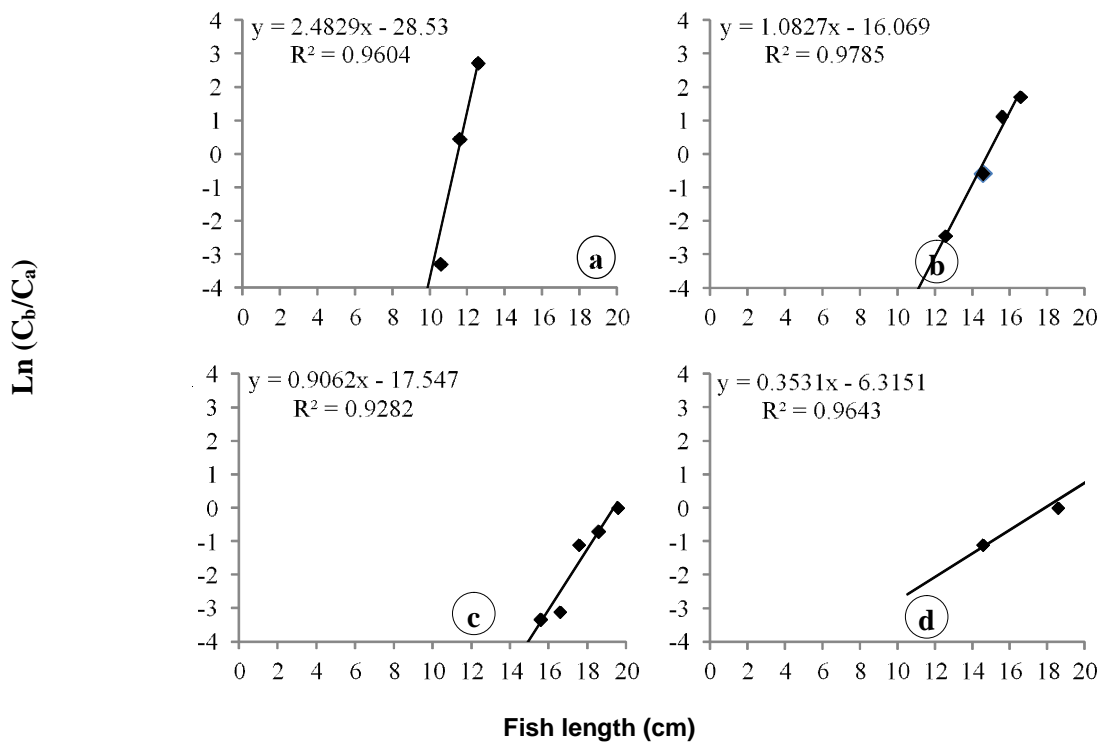 y = 2.4829x - 28.53
R² = 0.9604
4
3
2
1
0
-1
-2
-3
-4
0 2 4 6 8 10 12 14 16 18 20
a
y = 1.0827x - 16.069
R² = 0.9785
4
3
2
1
0
-1
-2
-3
-4
0 2 4 6 8 10 12 14 16 18 20
b
Ln (Cb/Ca)
y = 0.9062x - 17.547
R² = 0.9282
4
3
2
1
0
-1
-2
-3
-4
0 2 4 6 8 10 12 14 16 18 20
c
y = 0.3531x - 6.3151
R² = 0.9643
4
3
2
1
0
-1
-2
-3
-4
0 2 4 6 8 10 12 14 16 18 20
d
Fish length (cm)